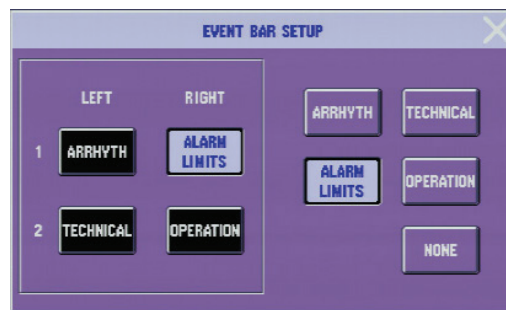 EVENT BAR SETUP
LEFT RIGHT
1 ARRHYTH ALARM
LIMITS
2 TECHNICAL OPERATION
ARRHYTH TECHNICAL
ALARM
LIMITS
OPERATION
NONE